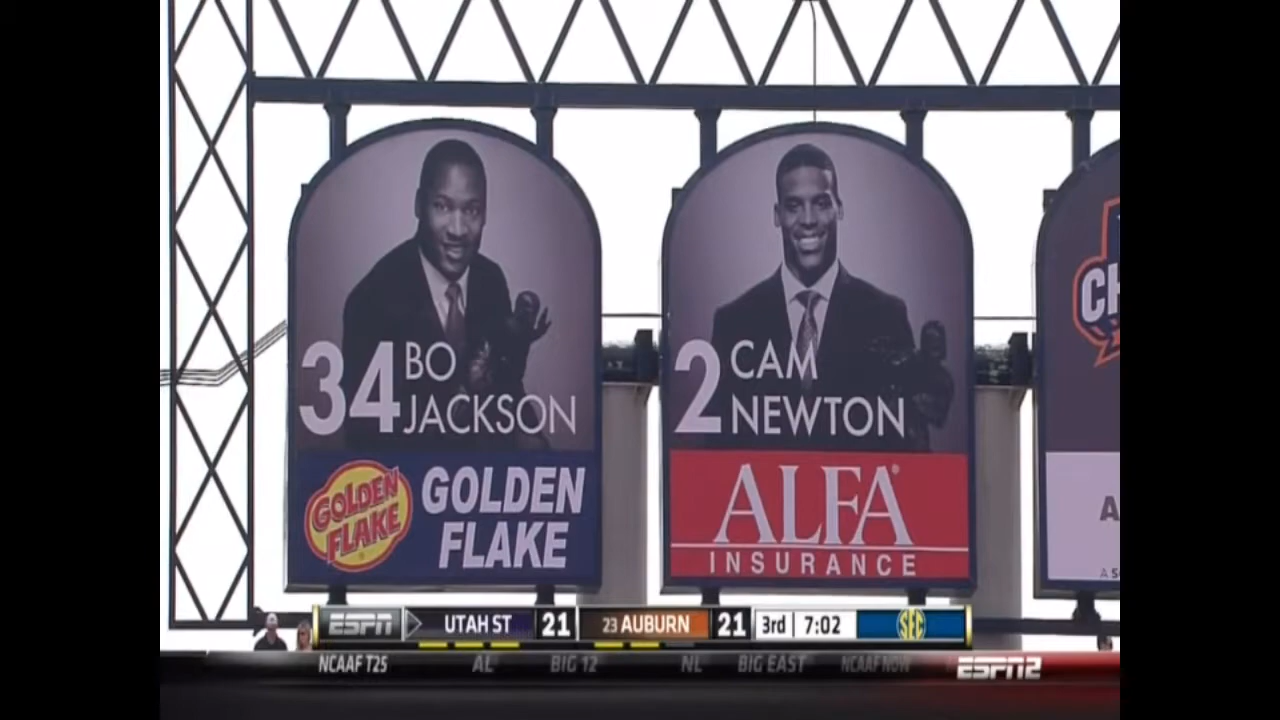 34 BO
JACKSON
GOLDEN
FLAKE
GOLDEN
FLAKE
2 CAM
NEWTON
ALFA®
INSURANCE
CH
A
A S
ESPN UTAH ST 21 23 AUBURN 21 3rd 7:02 SEC
NCAAF T25 AL BIG 12 NL BIG EAST NCAAF NOW ESPN2